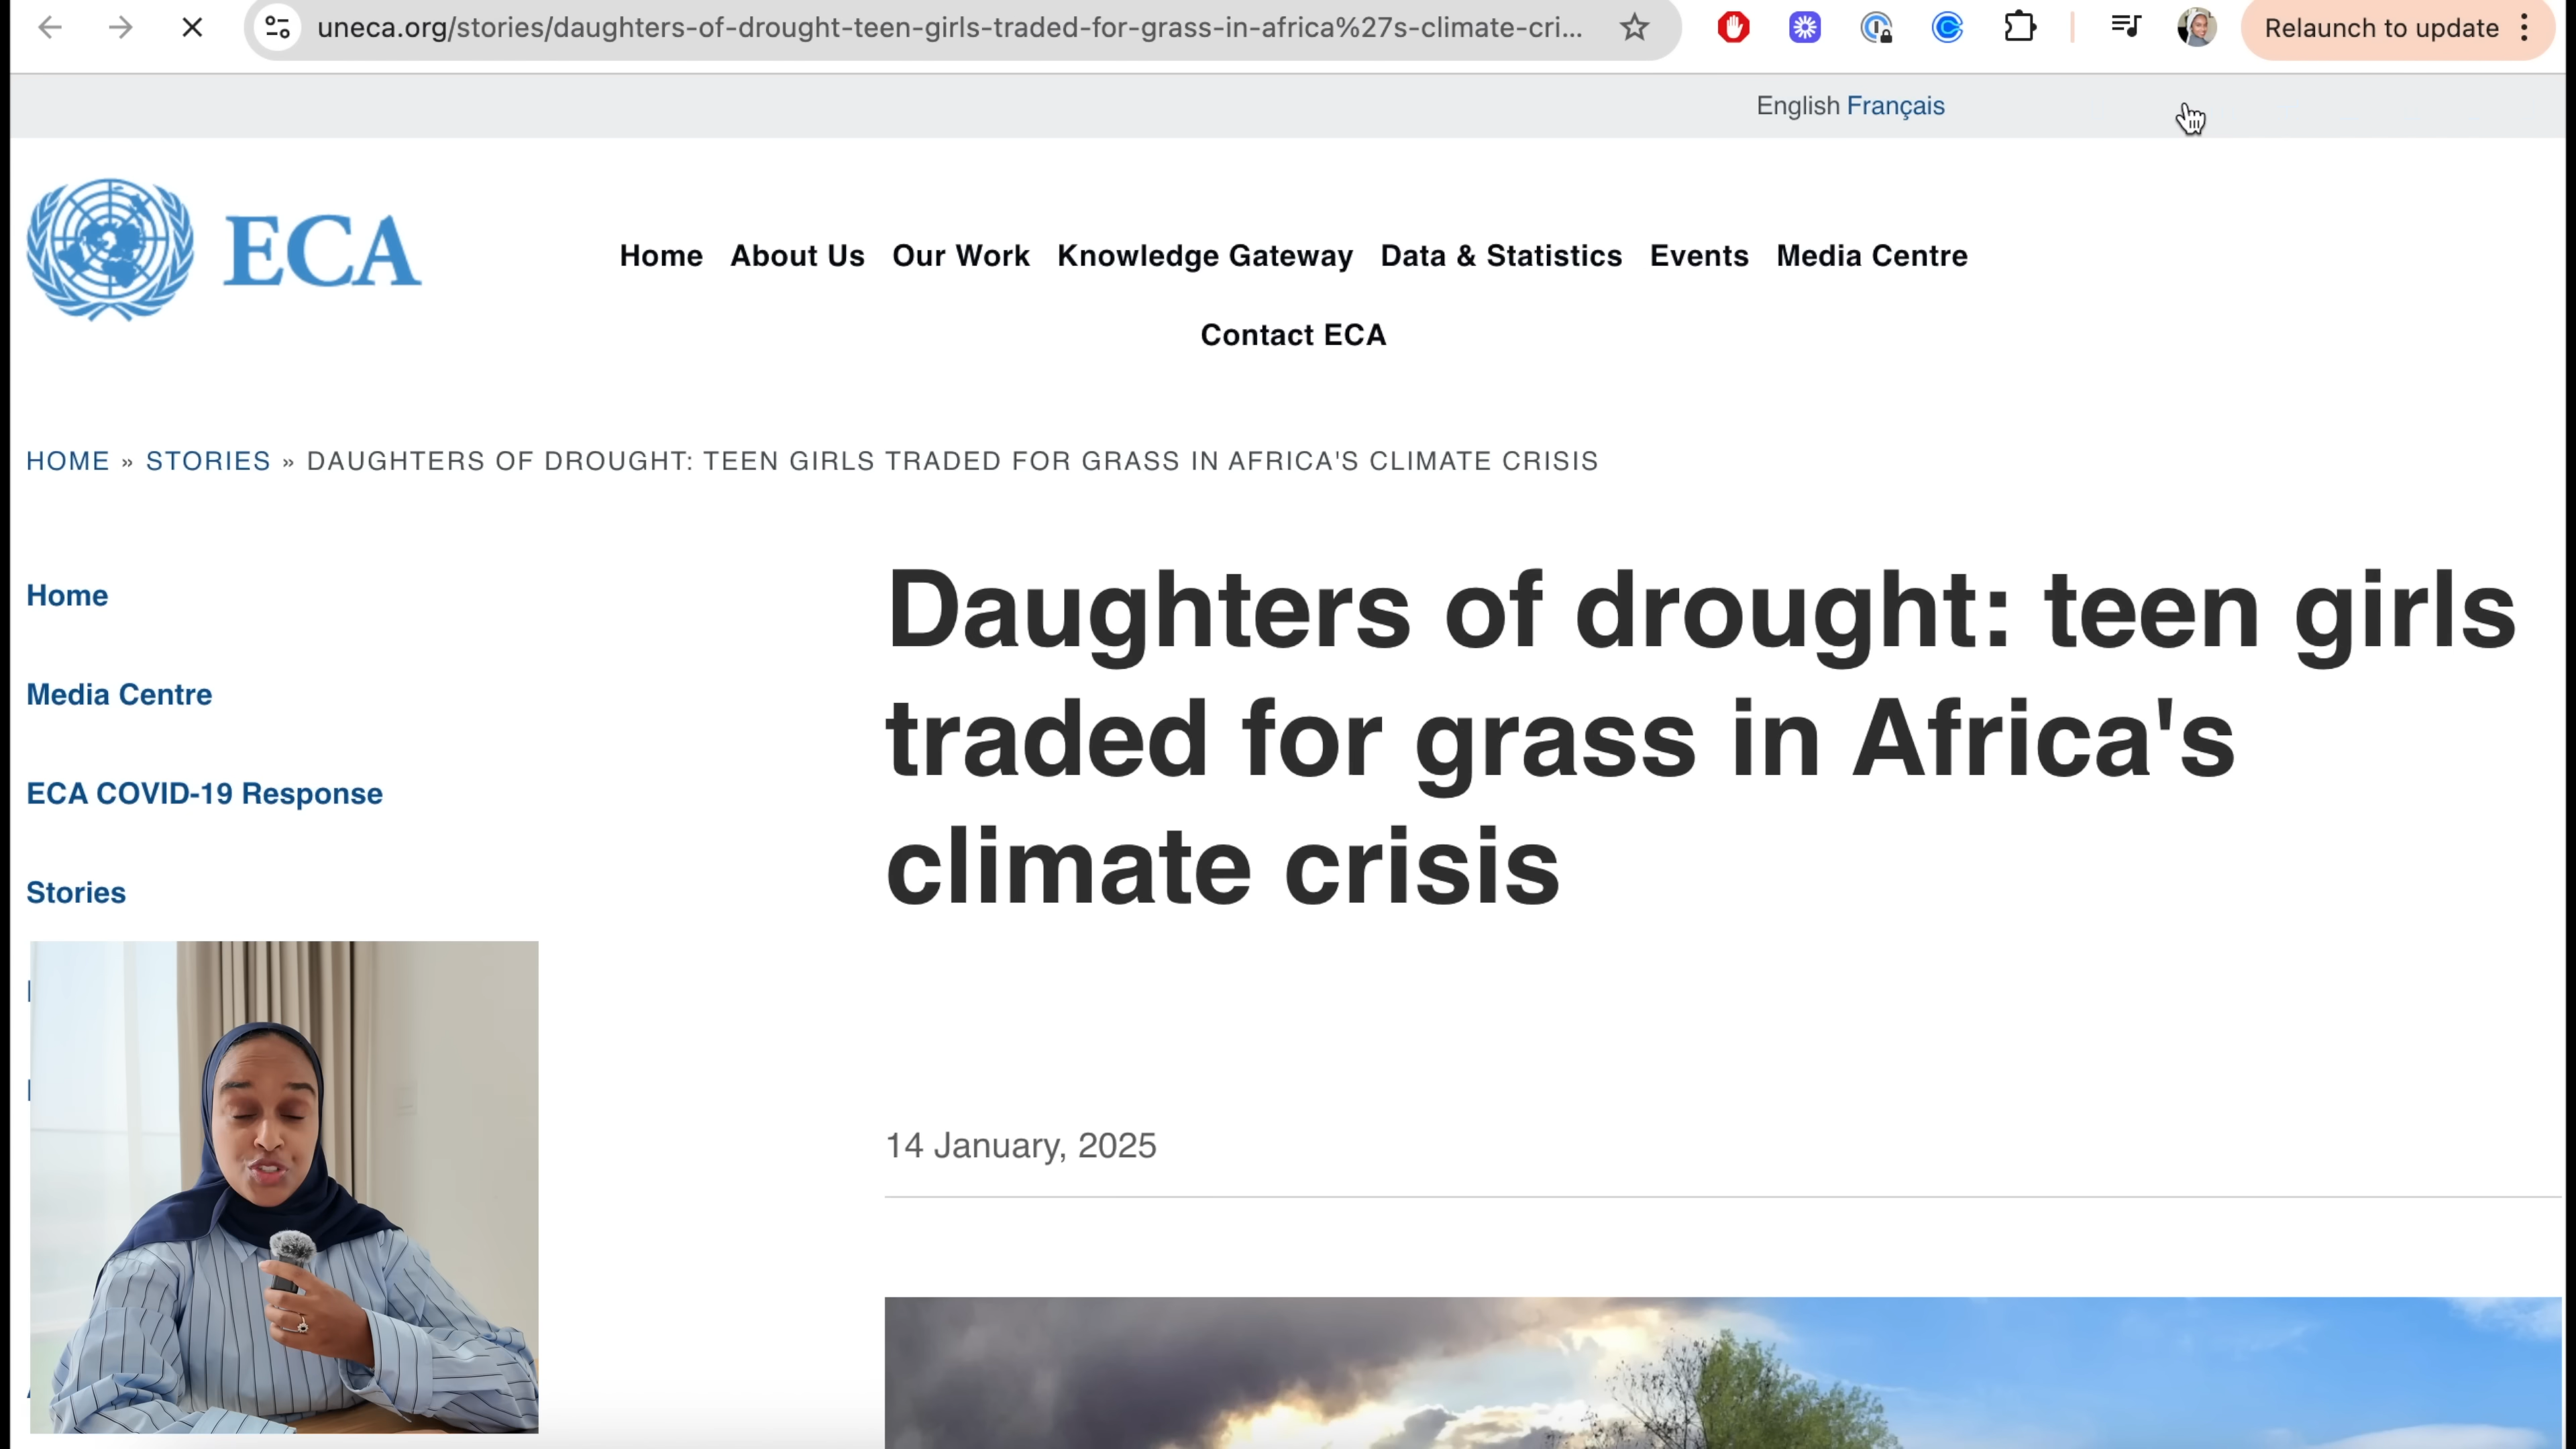 uneca.org/stories/daughters-of-drought-teen-girls-traded-for-grass-in-africa%27s-climate-cri...
Relaunch to update
English Français
ECA
Home About Us Our Work Knowledge Gateway Data & Statistics Events Media Centre
Contact ECA
HOME » STORIES » DAUGHTERS OF DROUGHT: TEEN GIRLS TRADED FOR GRASS IN AFRICA'S CLIMATE CRISIS
Home
Media Centre
ECA COVID-19 Response
Stories
Daughters of drought: teen girls
traded for grass in Africa's
climate crisis
14 January, 2025